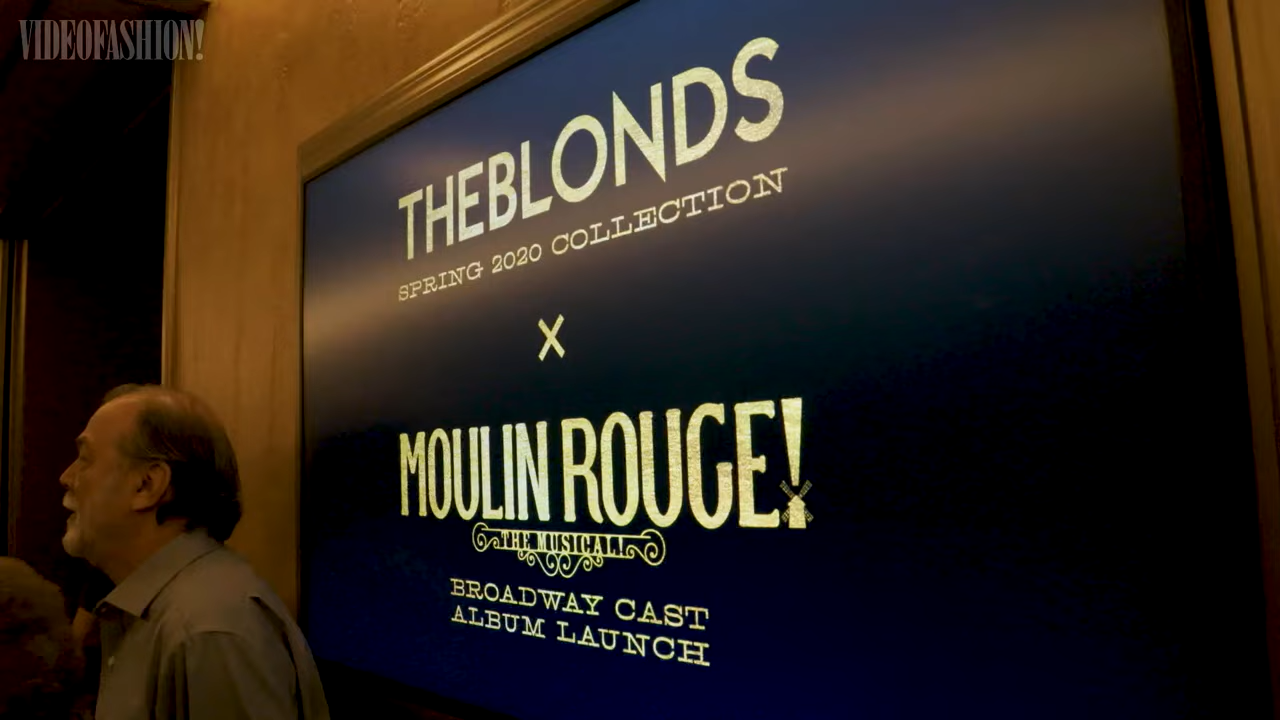 VIDEOFASHION!
THEBLONDS
SPRING 2020 COLLECTION
X
MOULIN ROUGE!
THE MUSICAL!
BROADWAY CAST
ALBUM LAUNCH